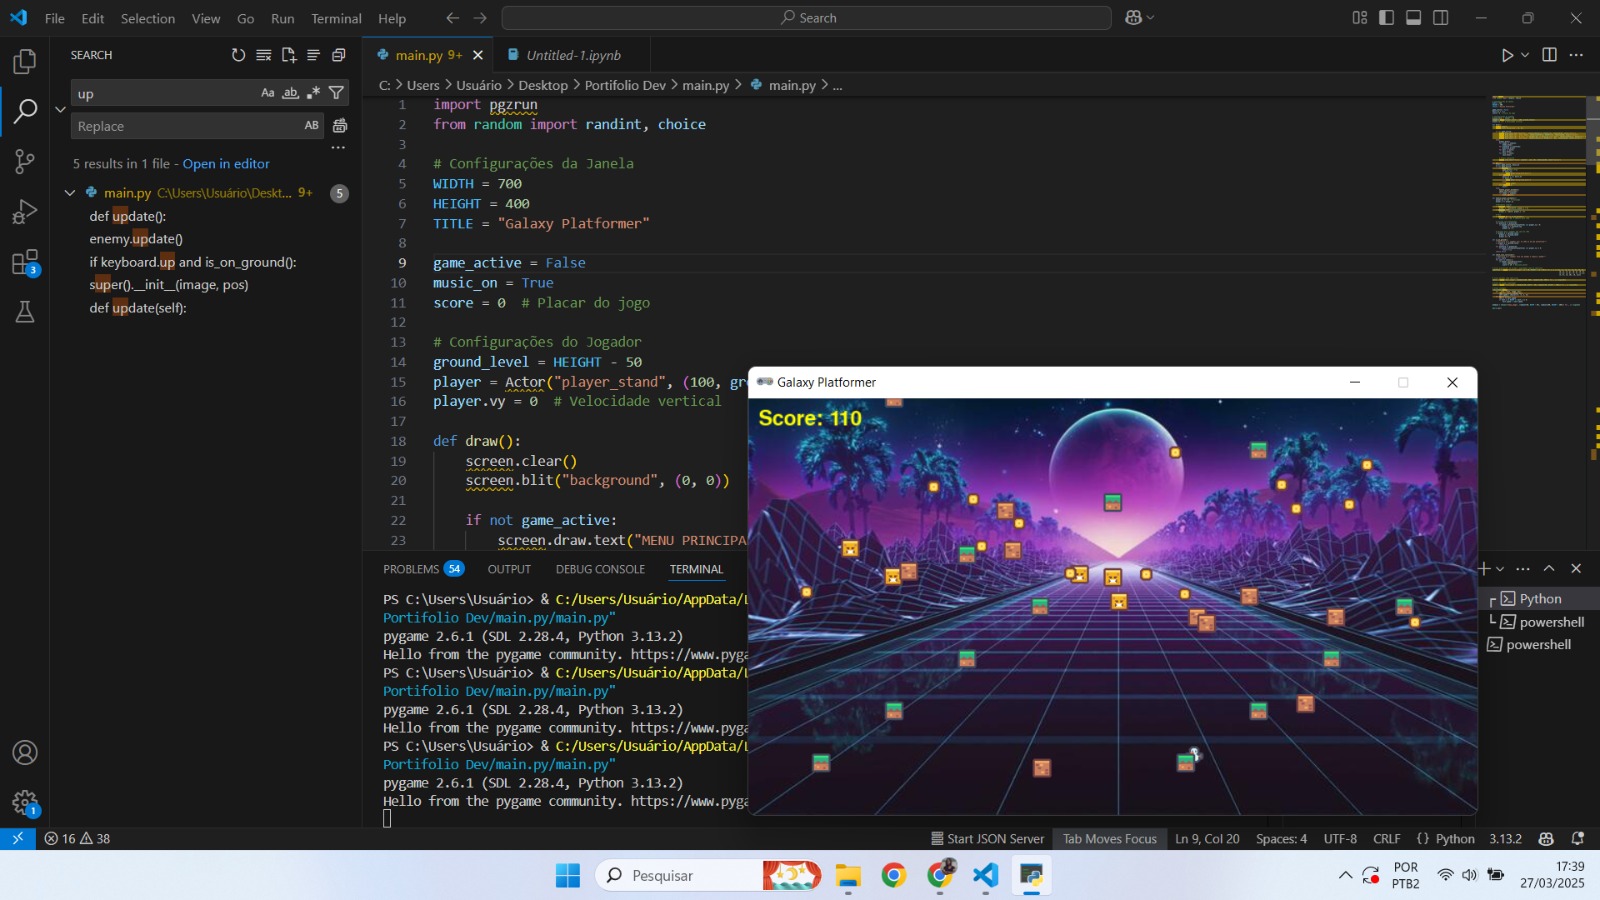 File Edit Selection View Go Run Terminal Help
Search
SEARCH
up
Aa ab .*
Replace
AB
5 results in 1 file - Open in editor
main.py C:\Users\Usuário\Deskt... 9+ 5
def update():
enemy.update()
if keyboard.up and is_on_ground():
super().__init__(image, pos)
def update(self):
3
1
main.py 9+
Untitled-1.ipynb
C: > Users > Usuário > Desktop > Portifolio Dev > main.py > main.py > ...
1 import pgzrun
2 from random import randint, choice
3
4 # Configurações da Janela
5 WIDTH = 700
6 HEIGHT = 400
7 TITLE = "Galaxy Platformer"
8
9 game_active = False
10 music_on = True
11 score = 0 # Placar do jogo
12
13 # Configurações do Jogador
14 ground_level = HEIGHT - 50
15 player = Actor("player_stand", (100, gro
16 player.vy = 0 # Velocidade vertical
17
18 def draw():
19 screen.clear()
20 screen.blit("background", (0, 0))
21
22 if not game_active:
23 screen.draw.text("MENU PRINCIPA
PROBLEMS 54 OUTPUT DEBUG CONSOLE TERMINAL
PS C:\Users\Usuário> & C:/Users/Usuário/AppData/L
Portifolio Dev/main.py/main.py"
pygame 2.6.1 (SDL 2.28.4, Python 3.13.2)
Hello from the pygame community. https://www.pyga
PS C:\Users\Usuário> & C:/Users/Usuário/AppData/L
Portifolio Dev/main.py/main.py"
pygame 2.6.1 (SDL 2.28.4, Python 3.13.2)
Hello from the pygame community. https://www.pyga
PS C:\Users\Usuário> & C:/Users/Usuário/AppData/L
Portifolio Dev/main.py/main.py"
pygame 2.6.1 (SDL 2.28.4, Python 3.13.2)
Hello from the pygame community. https://www.pyga
Galaxy Platformer
Score: 110
Python
powershell
powershell
16 38
Start JSON Server Tab Moves Focus Ln 9, Col 20 Spaces: 4 UTF-8 CRLF {} Python 3.13.2
Pesquisar
POR
PTB2
17:39
27/03/2025